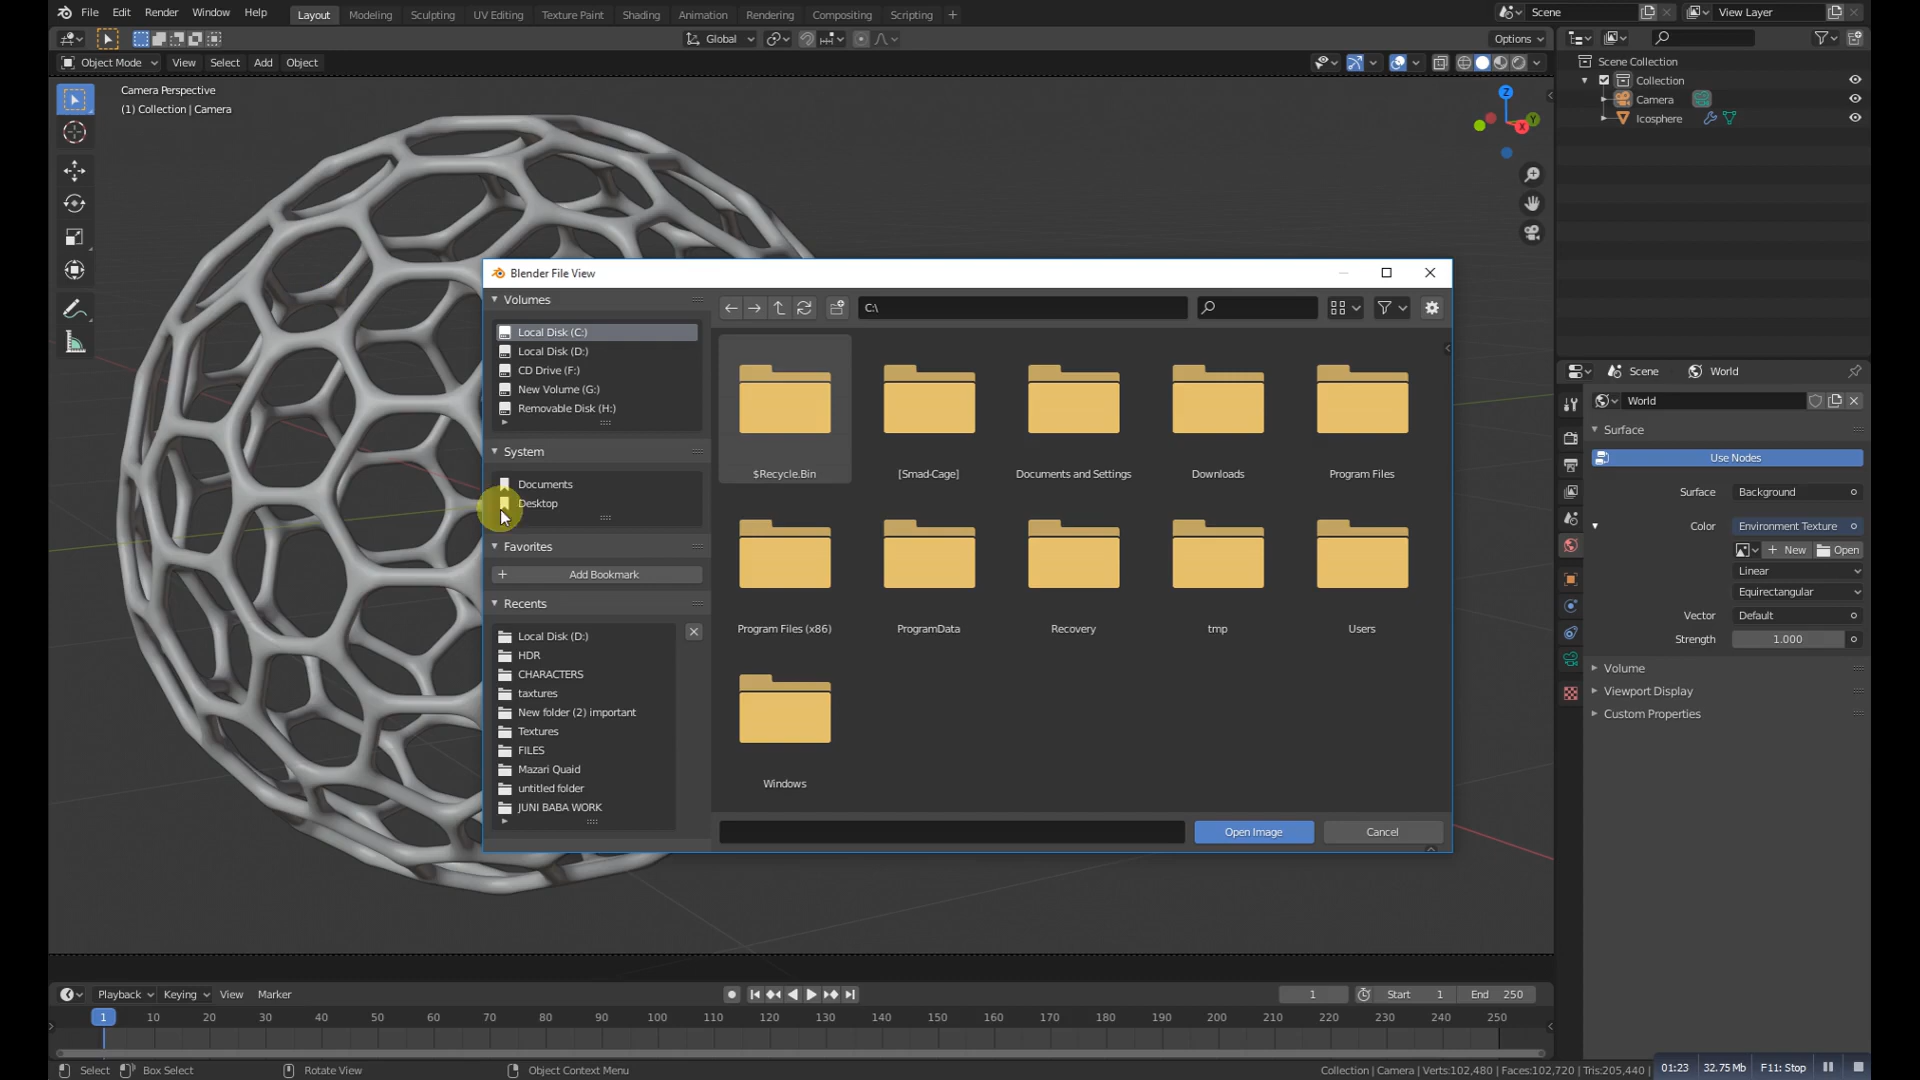 File Edit Render Window Help Layout Modeling Sculpting UV Editing Texture Paint Shading Animation Rendering Compositing Scripting + Scene View Layer
Global Options
Object Mode View Select Add Object
Camera Perspective
(1) Collection | Camera
Z
Y
X
Scene Collection
Collection
Camera
Icosphere
Blender File View
Volumes
Local Disk (C:)
Local Disk (D:)
CD Drive (F:)
New Volume (G:)
Removable Disk (H:)
System
Documents
Desktop
Favorites
Add Bookmark
Recents
Local Disk (D:)
HDR
CHARACTERS
taxtures
New folder (2) important
Textures
FILES
Mazari Quaid
untitled folder
JUNI BABA WORK
C:\
$Recycle.Bin [Smad-Cage] Documents and Settings Downloads Program Files
Program Files (x86) ProgramData Recovery tmp Users
Windows
Open Image Cancel
Scene World
World
Surface
Use Nodes
Surface Background
Color Environment Texture
New Open
Linear
Equirectangular
Vector Default
Strength 1.000
Volume
Viewport Display
Custom Properties
Playback Keying View Marker 1 Start 1 End 250
1 10 20 30 40 50 60 70 80 90 100 110 120 130 140 150 160 170 180 190 200 210 220 230 240 250
Select Box Select Rotate View Object Context Menu Collection | Camera | Verts:102,480 | Faces:102,720 | Tris:205,440 | 01:23 32.75 Mb F11: Stop